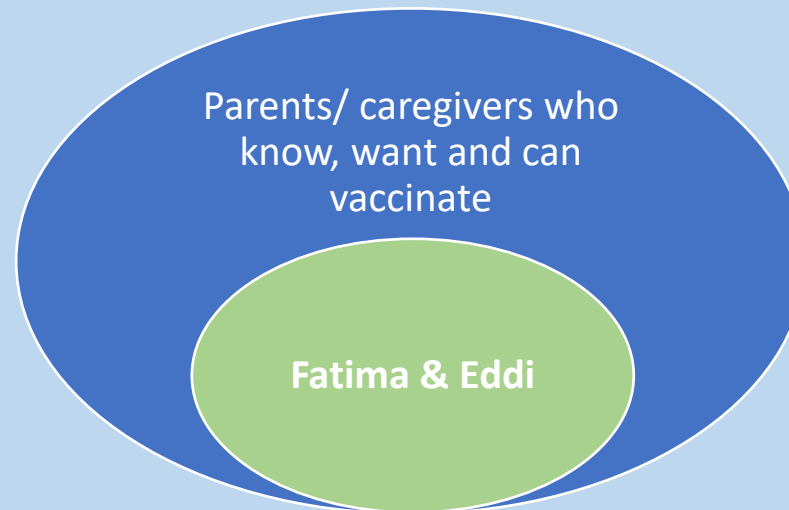 Parents/ caregivers who
know, want and can
vaccinate
Fatima & Eddi